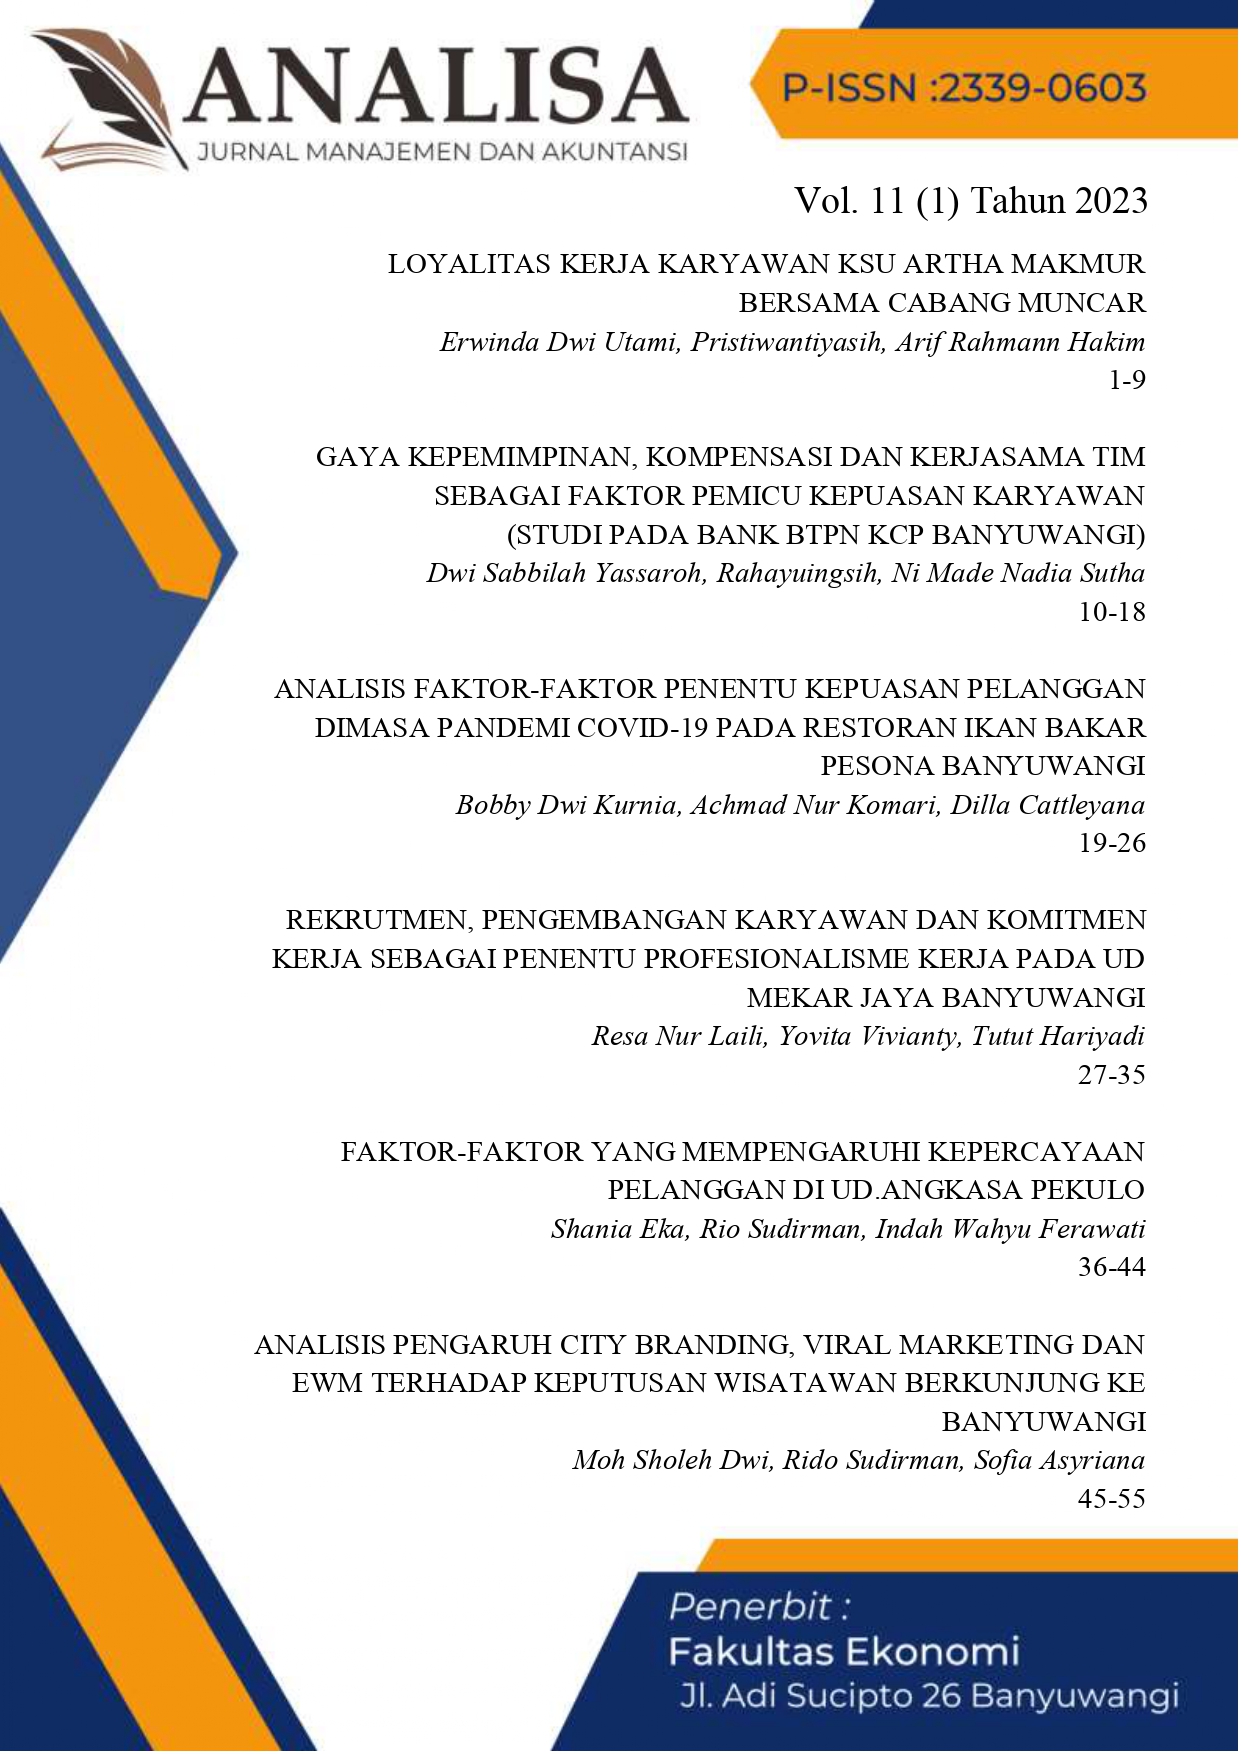 ANALISA
JURNAL MANAJEMEN DAN AKUNTANSI
P-ISSN :2339-0603
Vol. 11 (1) Tahun 2023
LOYALITAS KERJA KARYAWAN KSU ARTHA MAKMUR
BERSAMA CABANG MUNCAR
Erwinda Dwi Utami, Pristiwantiyasih, Arif Rahmann Hakim
1-9
GAYA KEPEMIMPINAN, KOMPENSASI DAN KERJASAMA TIM
SEBAGAI FAKTOR PEMICU KEPUASAN KARYAWAN
(STUDI PADA BANK BTPN KCP BANYUWANGI)
Dwi Sabbilah Yassaroh, Rahayuingsih, Ni Made Nadia Sutha
10-18
ANALISIS FAKTOR-FAKTOR PENENTU KEPUASAN PELANGGAN
DIMASA PANDEMI COVID-19 PADA RESTORAN IKAN BAKAR
PESONA BANYUWANGI
Bobby Dwi Kurnia, Achmad Nur Komari, Dilla Cattleyana
19-26
REKRUTMEN, PENGEMBANGAN KARYAWAN DAN KOMITMEN
KERJA SEBAGAI PENENTU PROFESIONALISME KERJA PADA UD
MEKAR JAYA BANYUWANGI
Resa Nur Laili, Yovita Vivianty, Tutut Hariyadi
27-35
FAKTOR-FAKTOR YANG MEMPENGARUHI KEPERCAYAAN
PELANGGAN DI UD.ANGKASA PEKULO
Shania Eka, Rio Sudirman, Indah Wahyu Ferawati
36-44
ANALISIS PENGARUH CITY BRANDING, VIRAL MARKETING DAN
EWM TERHADAP KEPUTUSAN WISATAWAN BERKUNJUNG KE
BANYUWANGI
Moh Sholeh Dwi, Rido Sudirman, Sofia Asyriana
45-55
Penerbit :
Fakultas Ekonomi
Jl. Adi Sucipto 26 Banyuwangi